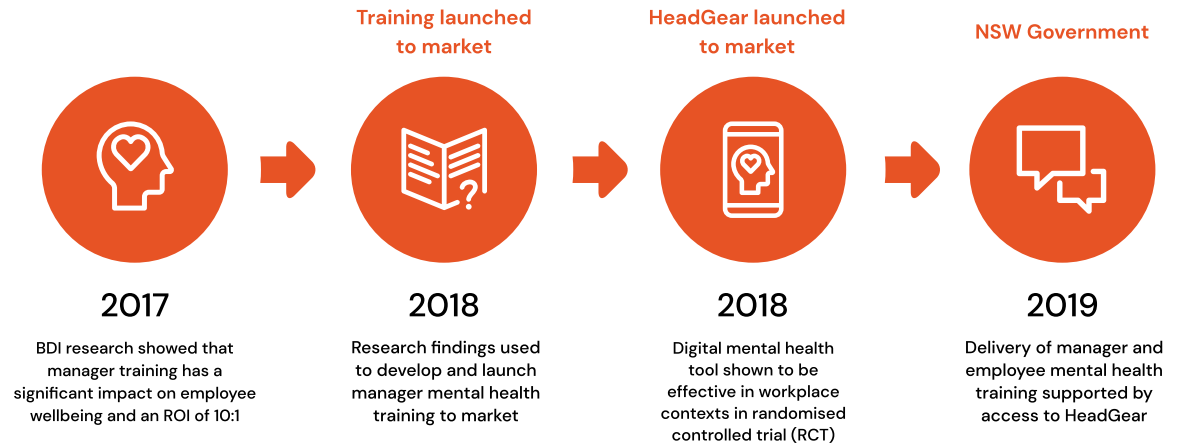 Training launched
to market
HeadGear launched
to market
NSW Government
?
2017
BDI research showed that
manager training has a
significant impact on employee
wellbeing and an ROI of 10:1
2018
Research findings used
to develop and launch
manager mental health
training to market
2018
Digital mental health
tool shown to be
effective in workplace
contexts in randomised
controlled trial (RCT)
2019
Delivery of manager and
employee mental health
training supported by
access to HeadGear